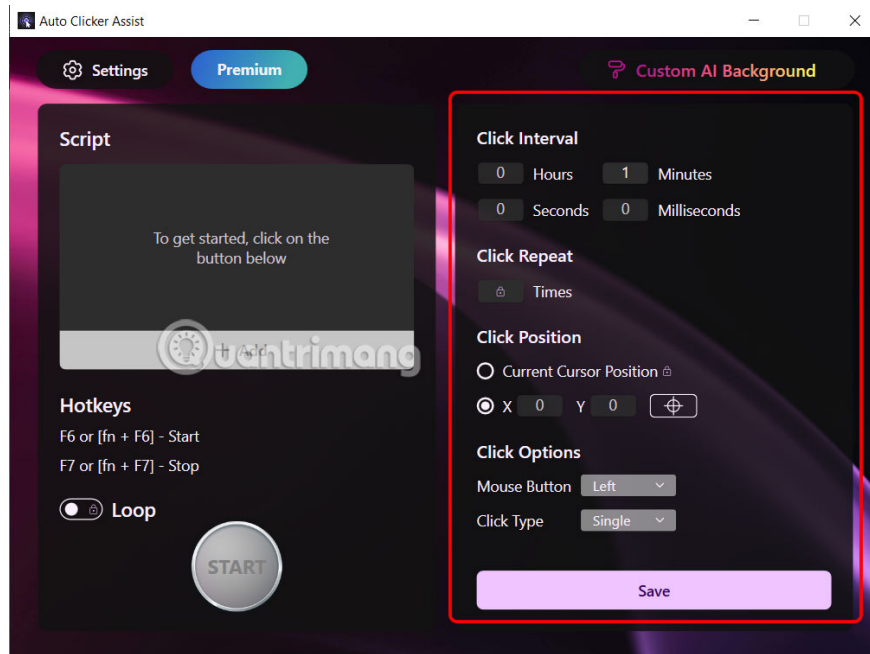 Auto Clicker Assist
Settings
Premium
Custom AI Background
Script
To get started, click on the
button below
+ Add
Quantrimang
Hotkeys
F6 or [fn + F6] - Start
F7 or [fn + F7] - Stop
Loop
START
Click Interval
0 Hours 1 Minutes
0 Seconds 0 Milliseconds
Click Repeat
Times
Click Position
Current Cursor Position
X 0 Y 0
Click Options
Mouse Button Left
Click Type Single
Save